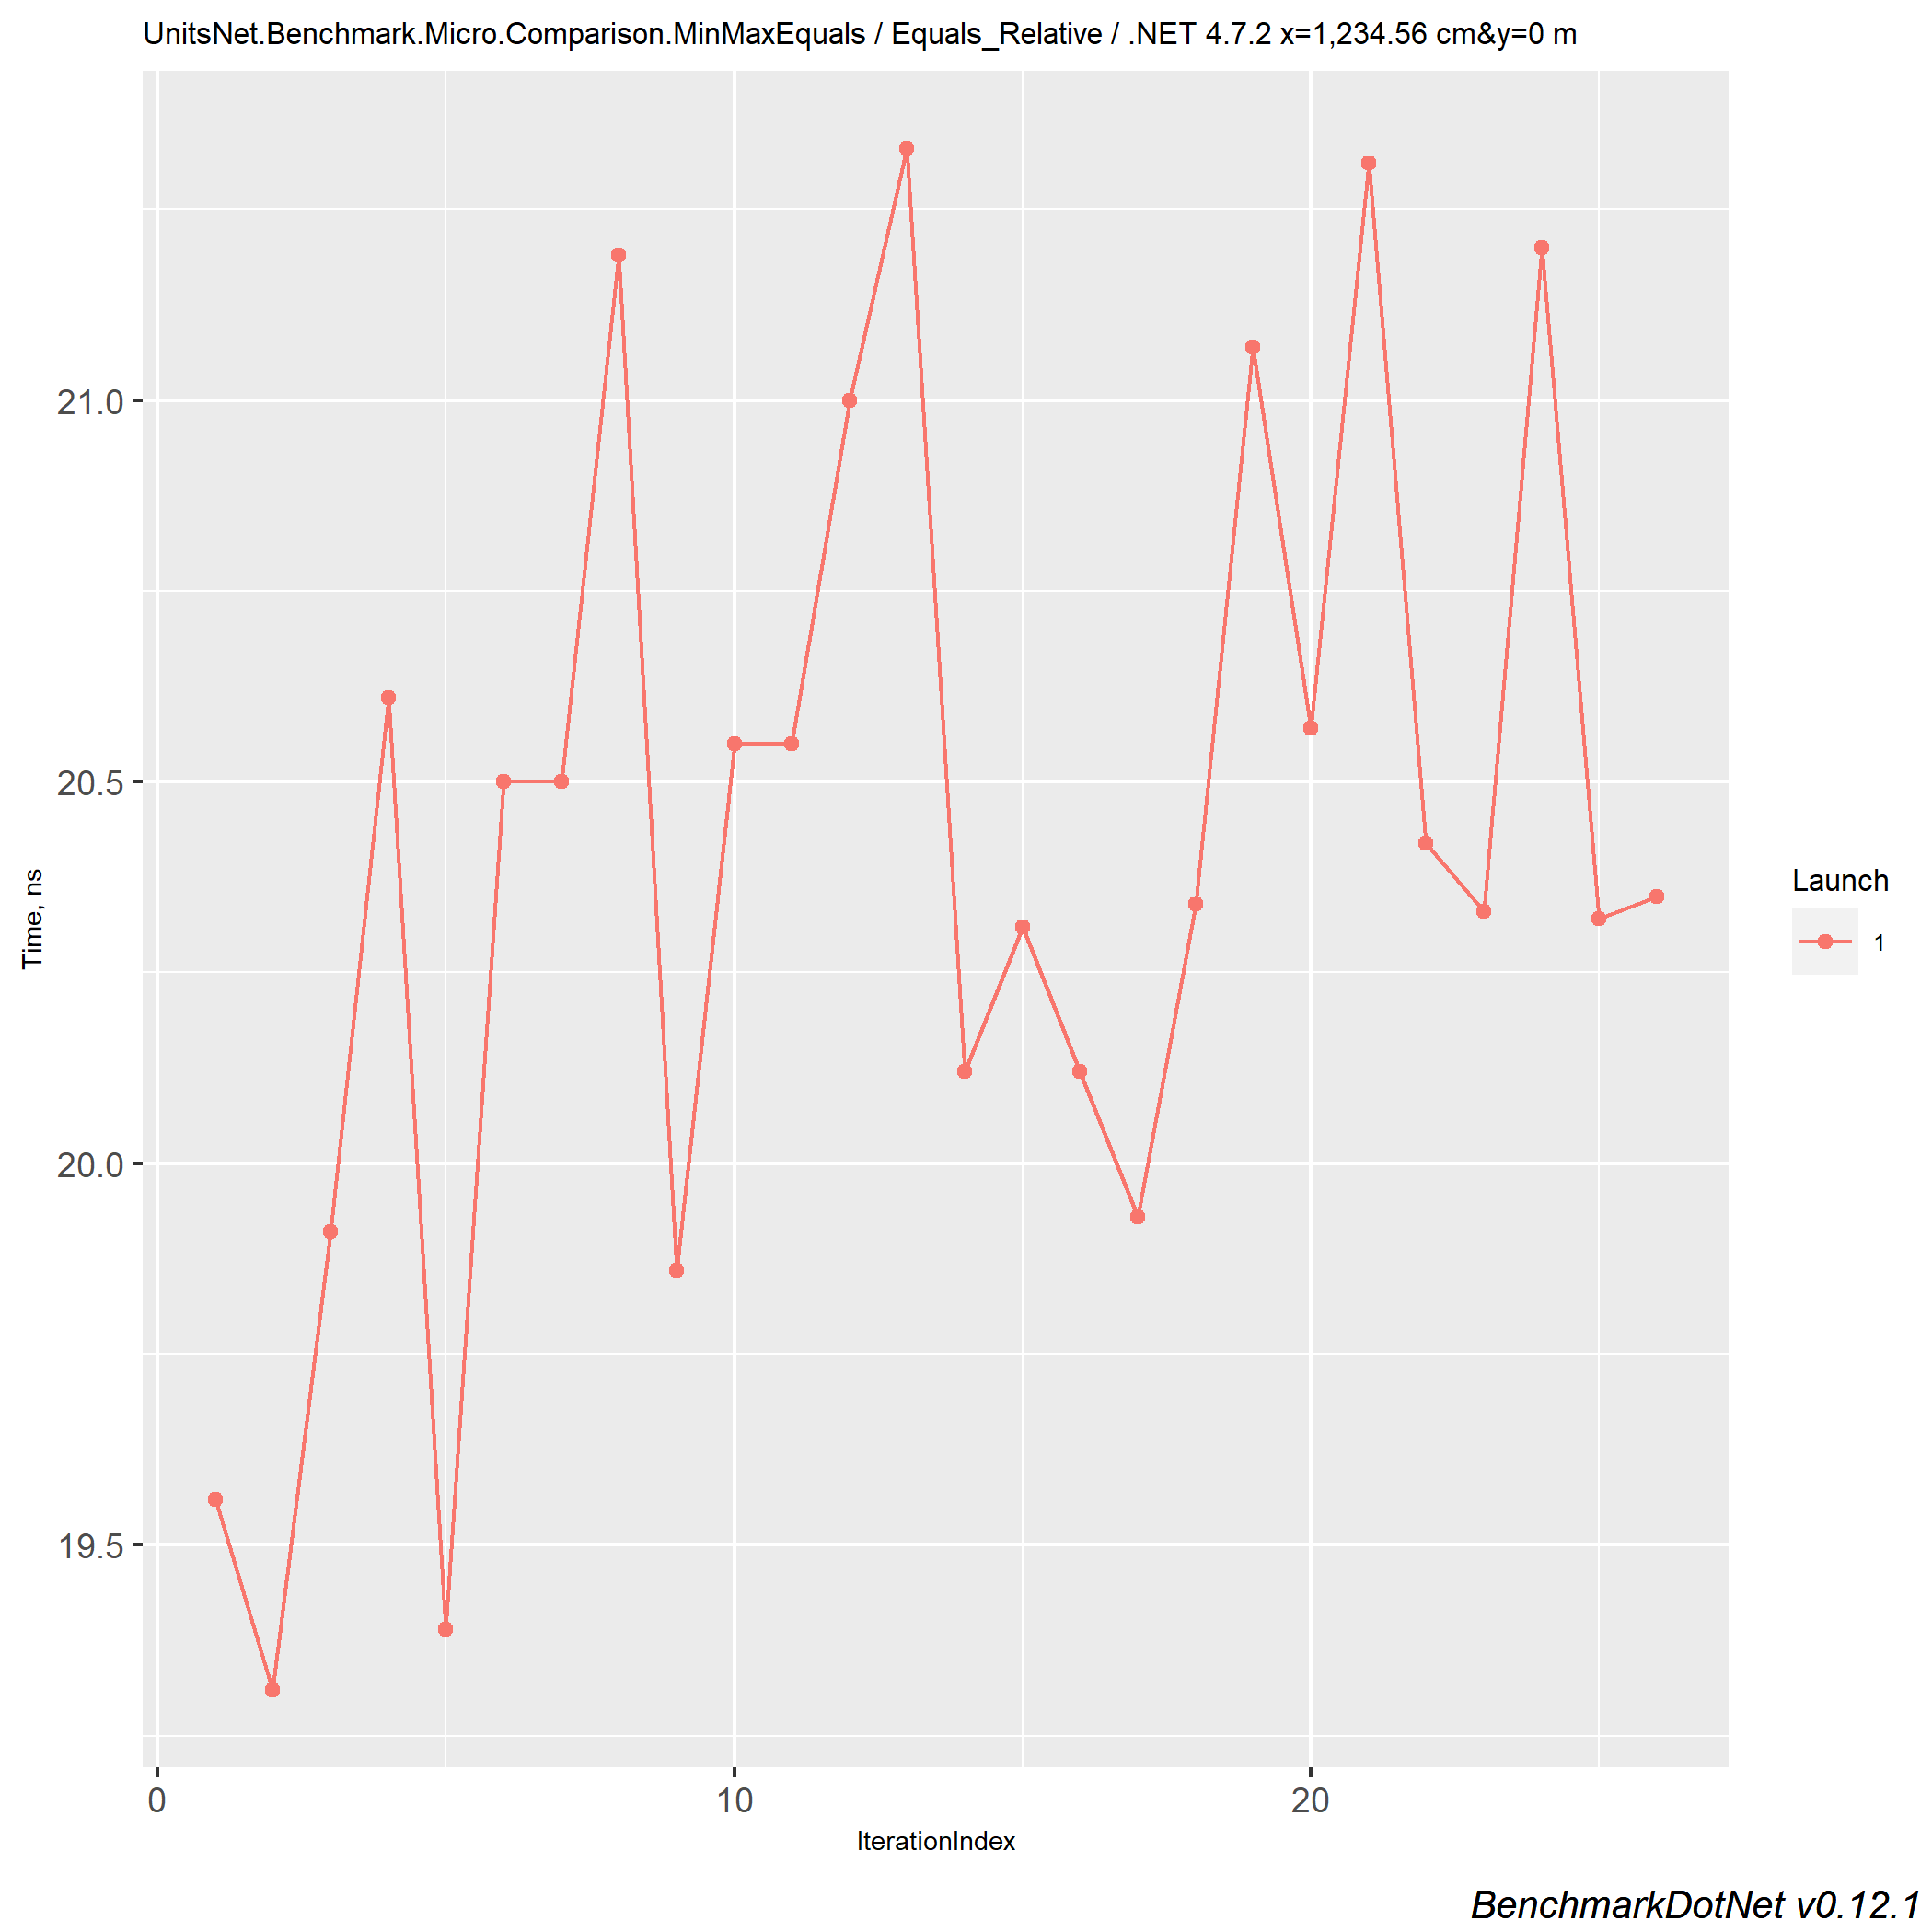 UnitsNet.Benchmark.Micro.Comparison.MinMaxEquals / Equals_Relative / .NET 4.7.2 x=1,234.56 cm&y=0 m
21.0
20.5
20.0
19.5
Time, ns
0 10 20
IterationIndex
Launch
1
BenchmarkDotNet v0.12.1